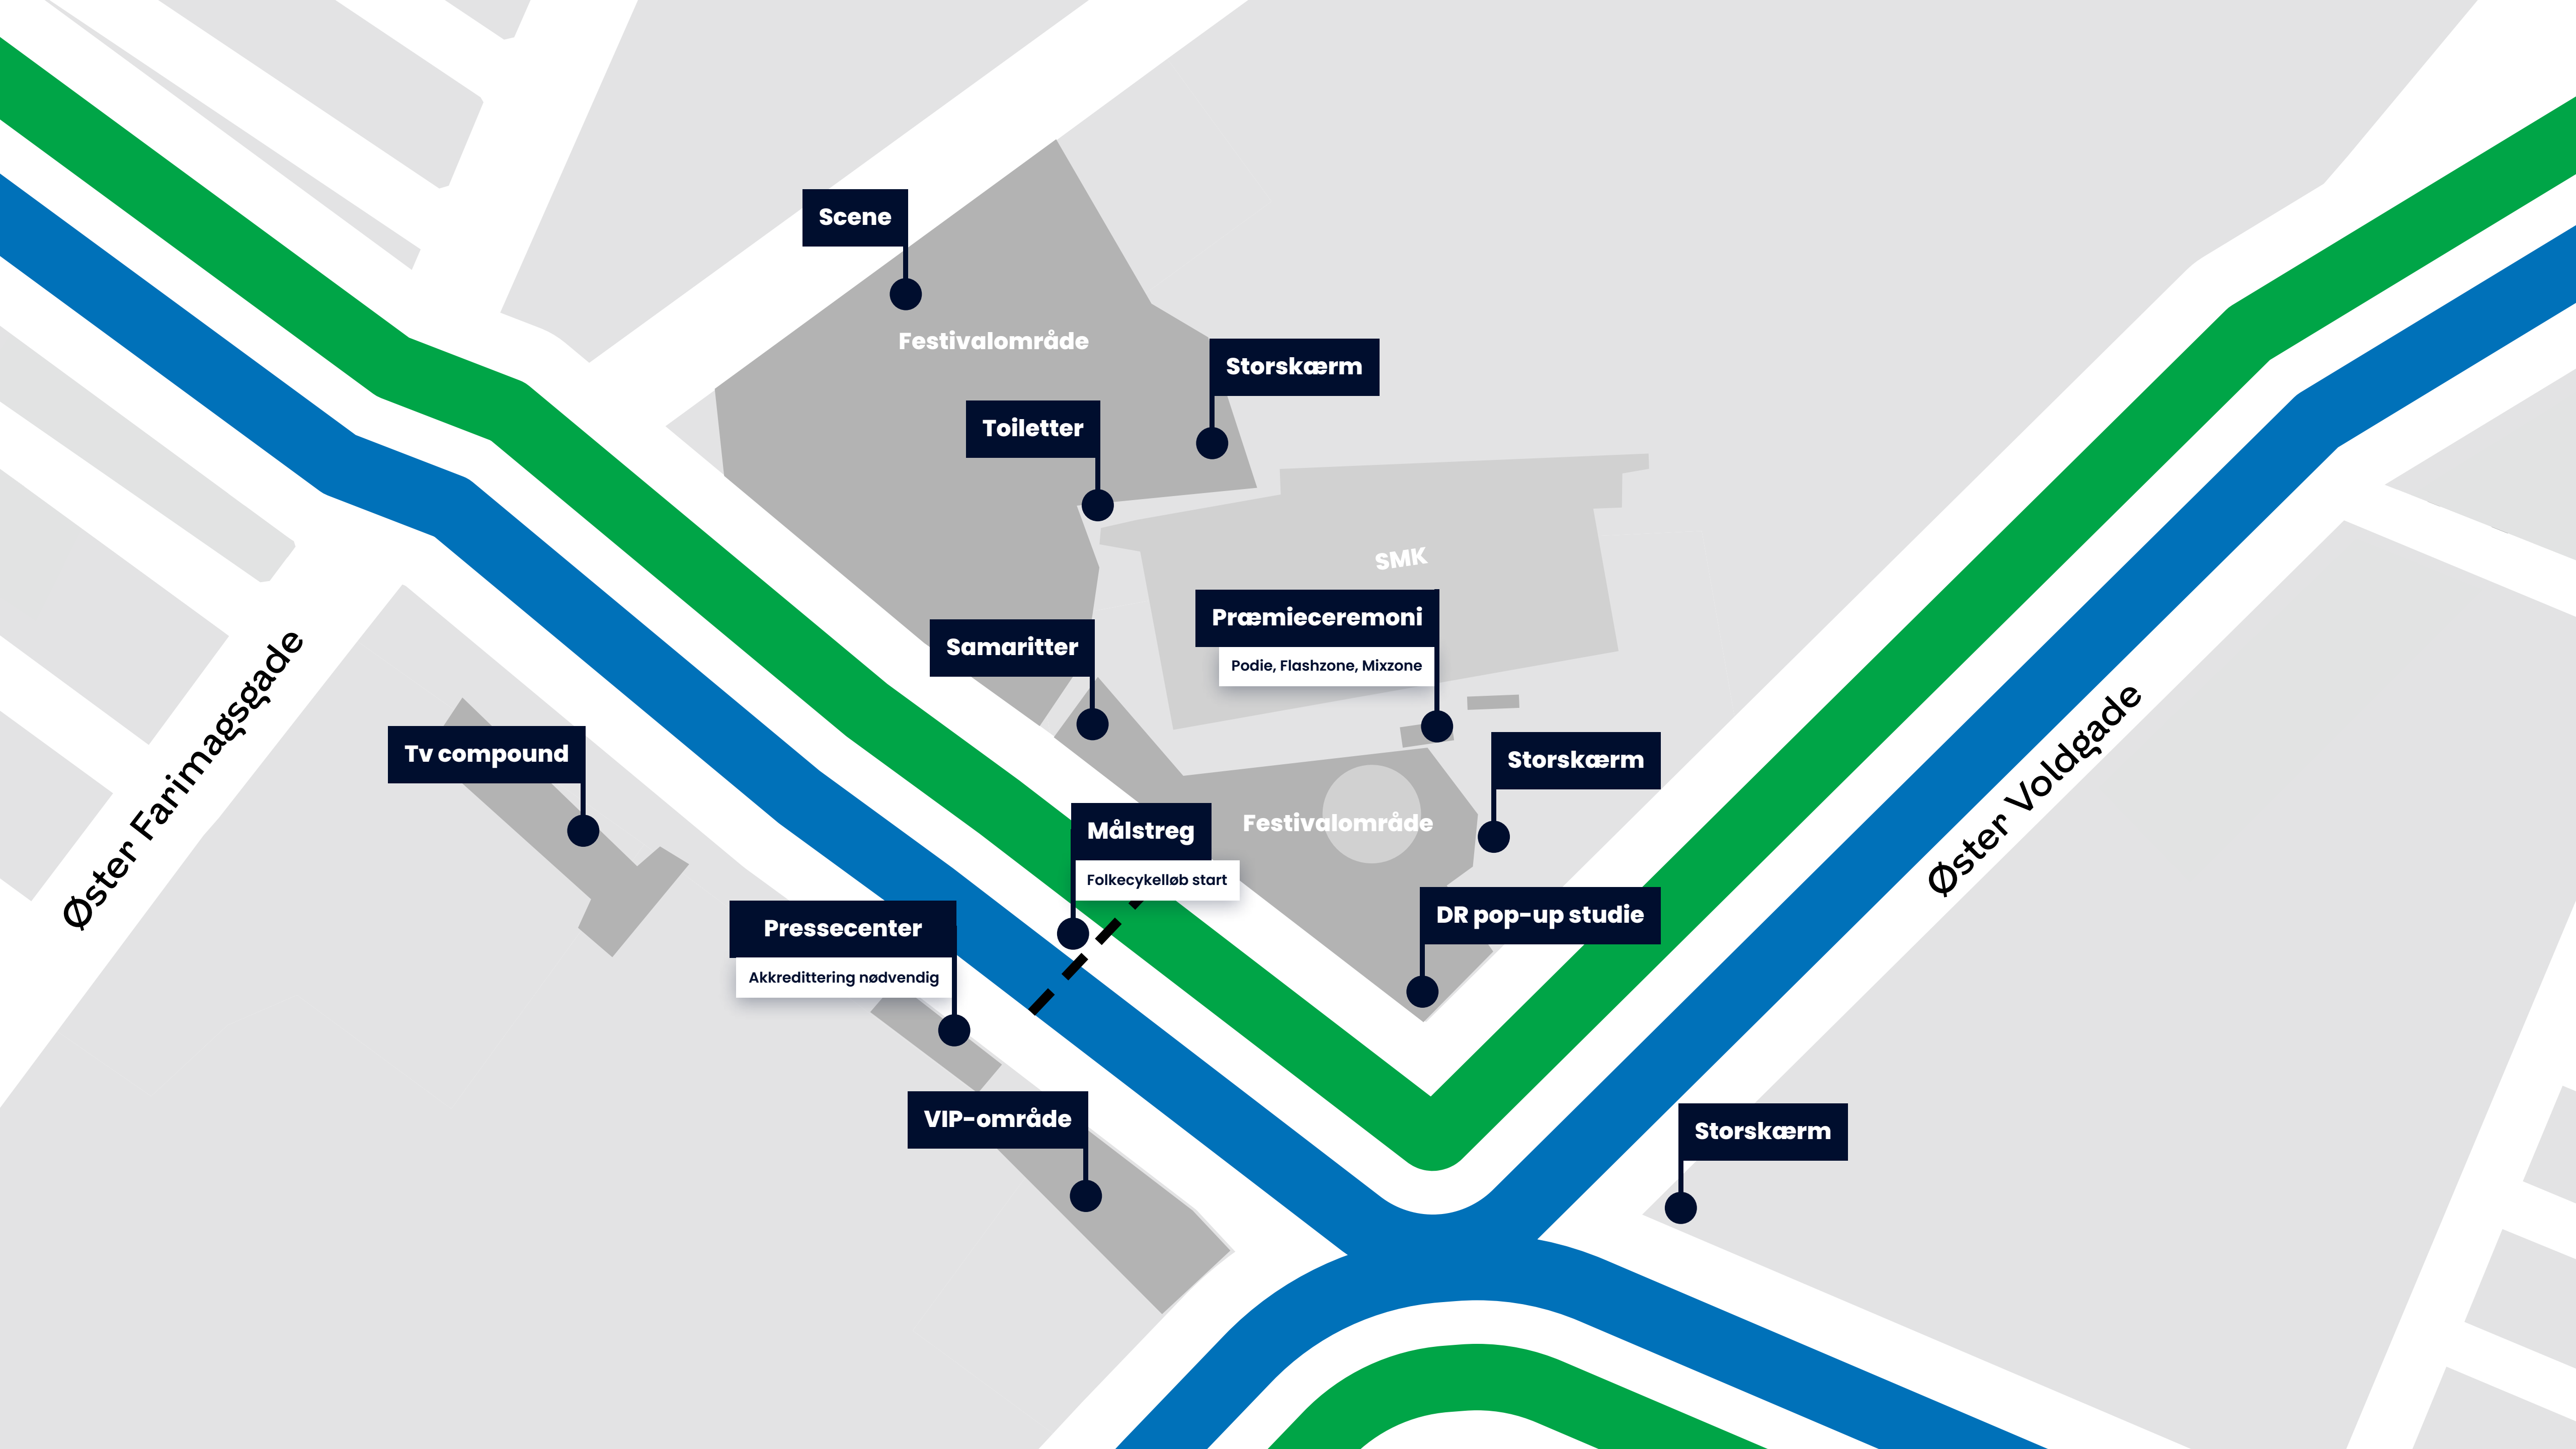 Scene
Festivalområde
Storskærm
Toiletter
SMK
Præmieceremoni
Podie, Flashzone, Mixzone
Samaritter
Tv compound
Storskærm
Øster Farimagsgade
Øster Voldgade
Målstreg
Folkecykelløb start
Festivalområde
DR pop-up studie
Pressecenter
Akkredittering nødvendig
VIP-område
Storskærm